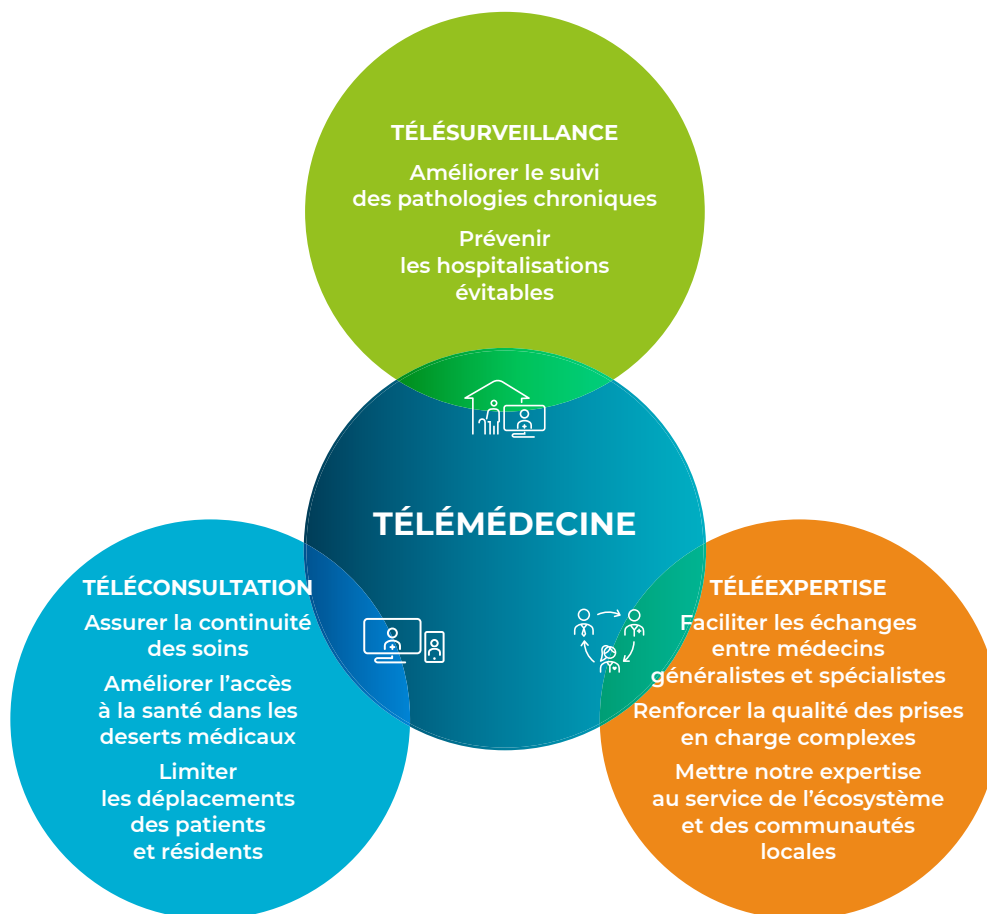 TÉLÉSURVEILLANCE
Améliorer le suivi
des pathologies chroniques
Prévenir
les hospitalisations
évitables
TÉLÉMÉDECINE
TÉLÉCONSULTATION
Assurer la continuité
des soins
Améliorer l’accès
à la santé dans les
deserts médicaux
Limiter
les déplacements
des patients
et résidents
TÉLÉEXPERTISE
Faciliter les échanges
entre médecins
généralistes et spécialistes
Renforcer la qualité des prises
en charge complexes
Mettre notre expertise
au service de l’écosystème
et des communautés
locales